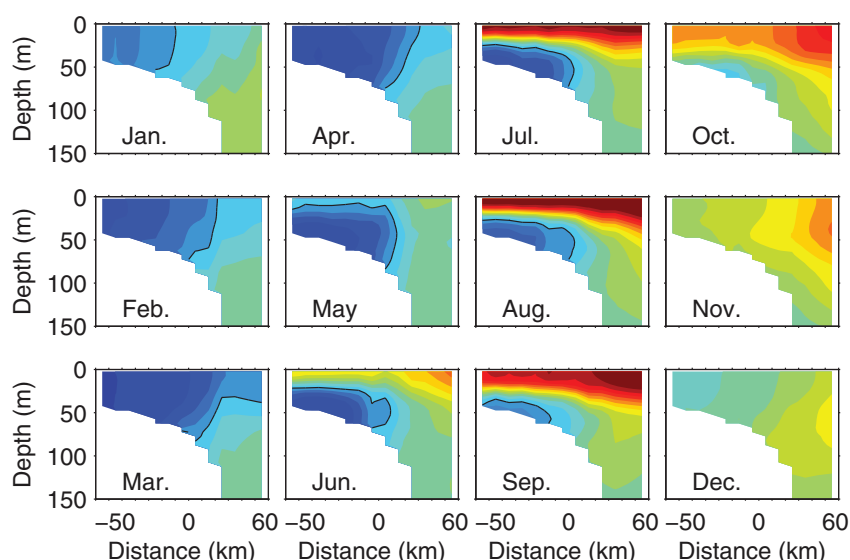 0
50
100
150
Depth (m)
Jan.
Apr.
Jul.
Oct.
0
50
100
150
Depth (m)
Feb.
May
Aug.
Nov.
0
50
100
150
Depth (m)
Mar.
Jun.
Sep.
Dec.
−50 0 60
−50 0 60
−50 0 60
−50 0 60
Distance (km)
Distance (km)
Distance (km)
Distance (km)